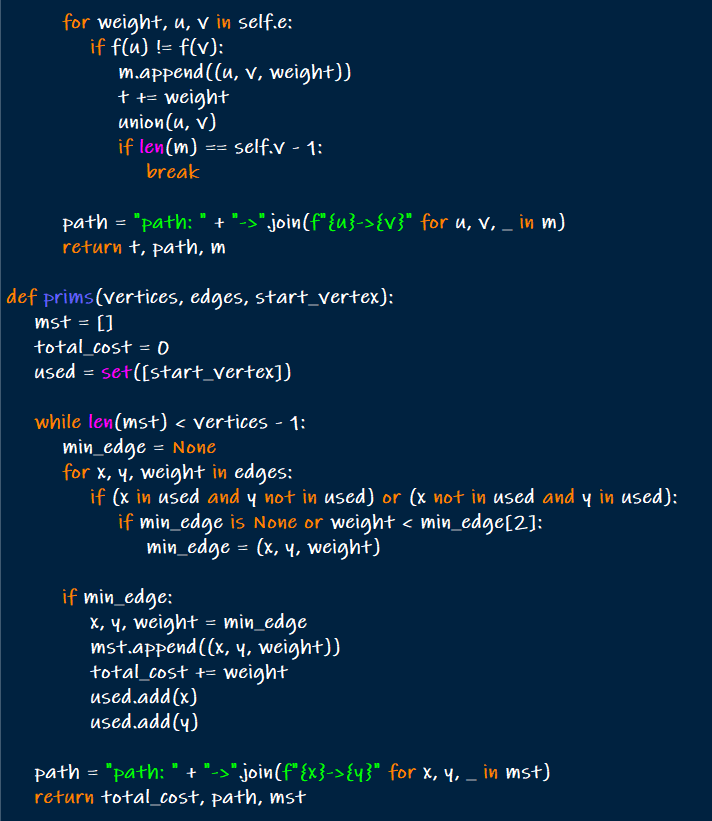 for weight, u, v in self.e:
if f(u) != f(v):
m.append((u, v, weight))
t += weight
union(u, v)
if len(m) == self.v - 1:
break
path = "path: " + "->".join(f"{u}->{v}" for u, v, _ in m)
return t, path, m
def prims(vertices, edges, start_vertex):
mst = []
total_cost = 0
used = set([start_vertex])
while len(mst) < vertices - 1:
min_edge = None
for x, y, weight in edges:
if (x in used and y not in used) or (x not in used and y in used):
if min_edge is None or weight < min_edge[2]:
min_edge = (x, y, weight)
if min_edge:
x, y, weight = min_edge
mst.append((x, y, weight))
total_cost += weight
used.add(x)
used.add(y)
path = "path: " + "->".join(f"{x}->{y}" for x, y, _ in mst)
return total_cost, path, mst